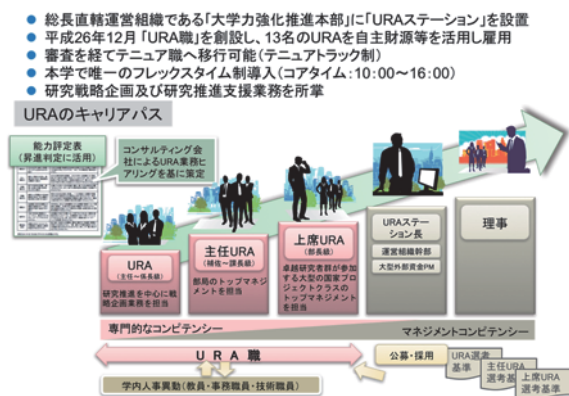 ● 総長直轄運営組織である「大学力強化推進本部」に「URAステーション」を設置
● 平成26年12月「URA職」を創設し、13名のURAを自主財源等を活用し雇用
● 審査を経てテニュア職へ移行可能（テニュアトラック制）
● 本学で唯一のフレックスタイム制導入（コアタイム：10：00～16：00）
● 研究戦略企画及び研究推進支援業務を所掌
URAのキャリアパス
能力評定表
（昇進判定に活用）
コンサルティング会
社によるURA業務ヒ
アリングを基に策定
URA
（主任～係長級）
研究推進を中心に戦
略企画業務を担当
主任URA
（補佐～課長級）
部局のトップマネジ
メントを担当
上席URA
（部長級）
卓越研究者群が参加
する大型の国家プロ
ジェクトクラスの
トップマネジメント
を担当
URAステー
ション長
運営組織幹部
大型外部資金PM
理事
専門的なコンピテンシー
マネジメントコンピテンシー
URA職
公募・採用
学内人事異動（教員・事務職員・技術職員）
URA選考
基準
主任URA
選考基準
上席URA
選考基準